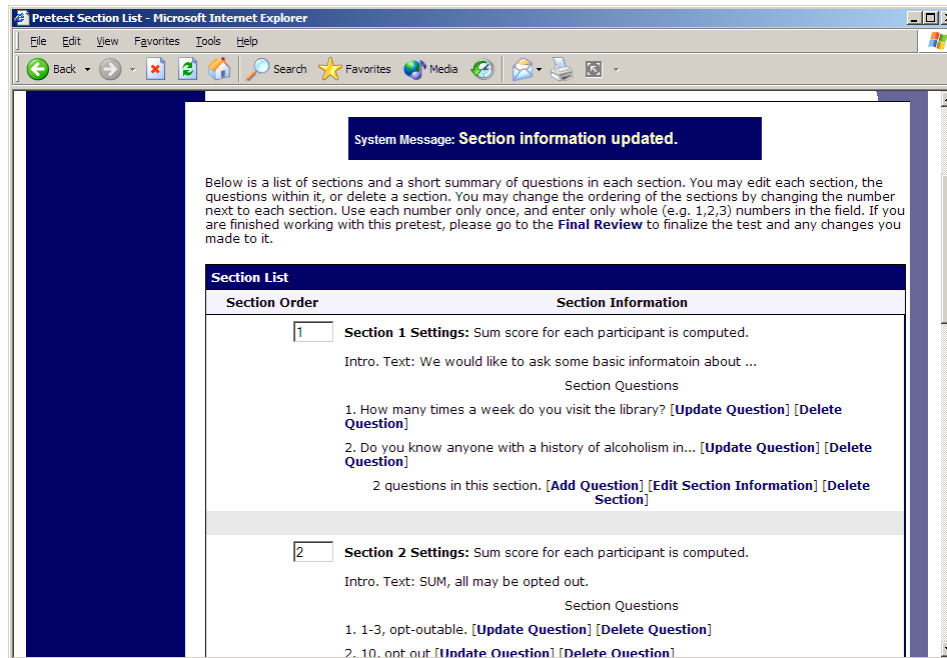 Pretest Section List - Microsoft Internet Explorer
File Edit View Favorites Tools Help
Back Search Favorites Media
System Message: Section information updated.
Below is a list of sections and a short summary of questions in each section. You may edit each section, the
questions within it, or delete a section. You may change the ordering of the sections by changing the number
next to each section. Use each number only once, and enter only whole (e.g. 1,2,3) numbers in the field. If you
are finished working with this pretest, please go to the Final Review to finalize the test and any changes you
made to it.
Section List
Section Order Section Information
1 Section 1 Settings: Sum score for each participant is computed.
Intro. Text: We would like to ask some basic informatoin about ...
Section Questions
1. How many times a week do you visit the library? [Update Question] [Delete
Question]
2. Do you know anyone with a history of alcoholism in... [Update Question] [Delete
Question]
2 questions in this section. [Add Question] [Edit Section Information] [Delete
Section]
2 Section 2 Settings: Sum score for each participant is computed.
Intro. Text: SUM, all may be opted out.
Section Questions
1. 1-3, opt-outable. [Update Question] [Delete Question]
2. 10, opt out [Update Question] [Delete Question]